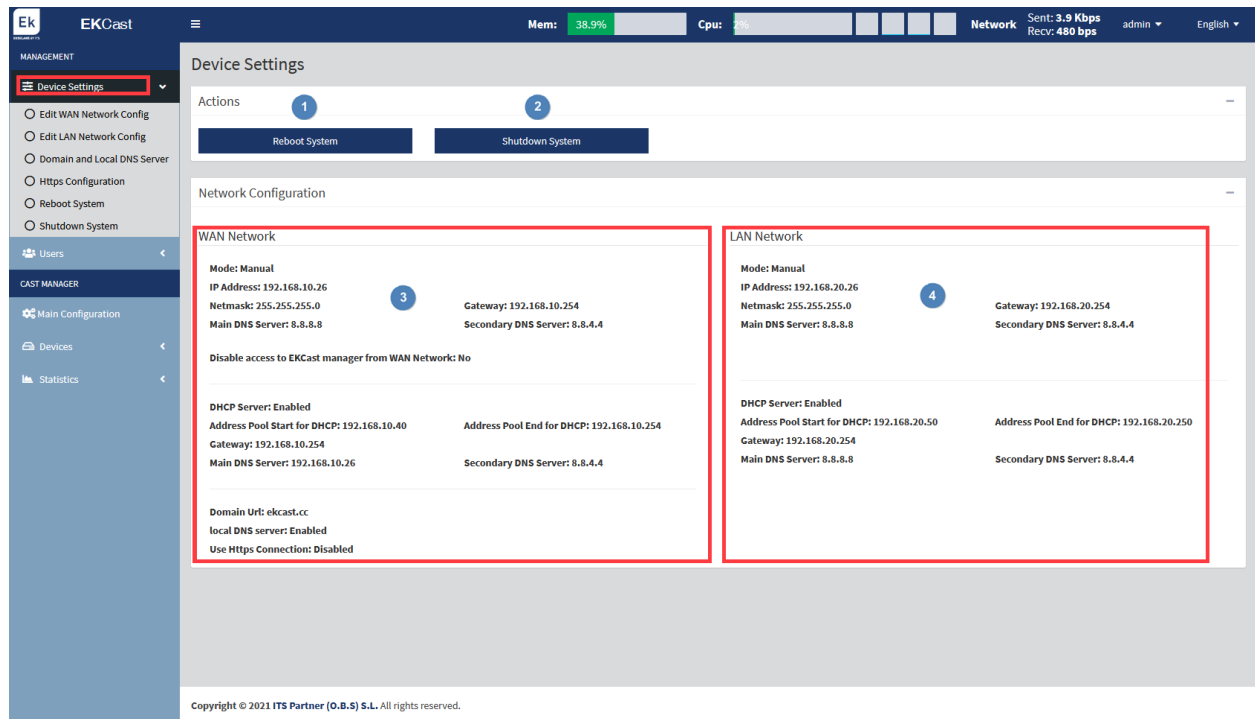 Ek
EKCast
Mem: 38.9%
Cpu: 2%
Network
Sent: 3.9 Kbps
Recv: 480 bps
admin
English
MANAGEMENT
Device Settings
Edit WAN Network Config
Edit LAN Network Config
Domain and Local DNS Server
Https Configuration
Reboot System
Shutdown System
Users
CAST MANAGER
Main Configuration
Devices
Statistics
Device Settings
Actions
1
2
Reboot System
Shutdown System
Network Configuration
WAN Network
Mode: Manual
IP Address: 192.168.10.26
3
Netmask: 255.255.255.0
Gateway: 192.168.10.254
Main DNS Server: 8.8.8.8
Secondary DNS Server: 8.8.4.4
Disable access to EKCast manager from WAN Network: No
DHCP Server: Enabled
Address Pool Start for DHCP: 192.168.10.40
Address Pool End for DHCP: 192.168.10.254
Gateway: 192.168.10.254
Main DNS Server: 192.168.10.26
Secondary DNS Server: 8.8.4.4
Domain Url: ekcast.cc
local DNS server: Enabled
Use Https Connection: Disabled
LAN Network
Mode: Manual
IP Address: 192.168.20.26
4
Netmask: 255.255.255.0
Gateway: 192.168.20.254
Main DNS Server: 8.8.8.8
Secondary DNS Server: 8.8.4.4
DHCP Server: Enabled
Address Pool Start for DHCP: 192.168.20.50
Address Pool End for DHCP: 192.168.20.250
Gateway: 192.168.20.254
Main DNS Server: 8.8.8.8
Secondary DNS Server: 8.8.4.4
Copyright © 2021 ITS Partner (O.B.S) S.L. All rights reserved.